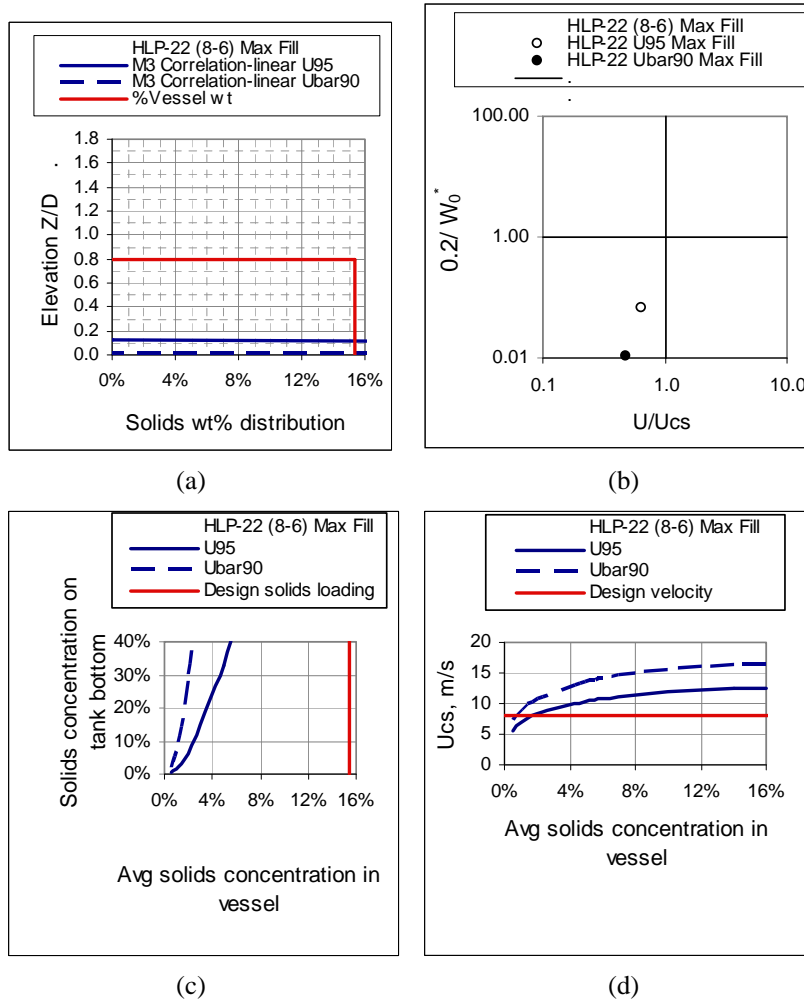 HLP-22 (8-6) Max Fill
M3 Correlation-linear U95
M3 Correlation-linear Ubar90
%Vessel wt
1.8
1.6
1.4
1.2
1.0
0.8
0.6
0.4
0.2
0.0
Elevation Z/D
0%
4%
8%
12%
16%
Solids wt% distribution
(a)
HLP-22 (8-6) Max Fill
HLP-22 U95 Max Fill
HLP-22 Ubar90 Max Fill
.
.
100.00
1.00
0.01
0.2/ W0*
0.1
1.0
10.0
U/Ucs
(b)
HLP-22 (8-6) Max Fill
U95
Ubar90
Design solids loading
40%
30%
20%
10%
0%
Solids concentration on
tank bottom
0%
4%
8%
12%
16%
Avg solids concentration in
vessel
(c)
HLP-22 (8-6) Max Fill
U95
Ubar90
Design velocity
20
15
10
5
0
Ucs, m/s
0%
4%
8%
12%
16%
Avg solids concentration in
vessel
(d)